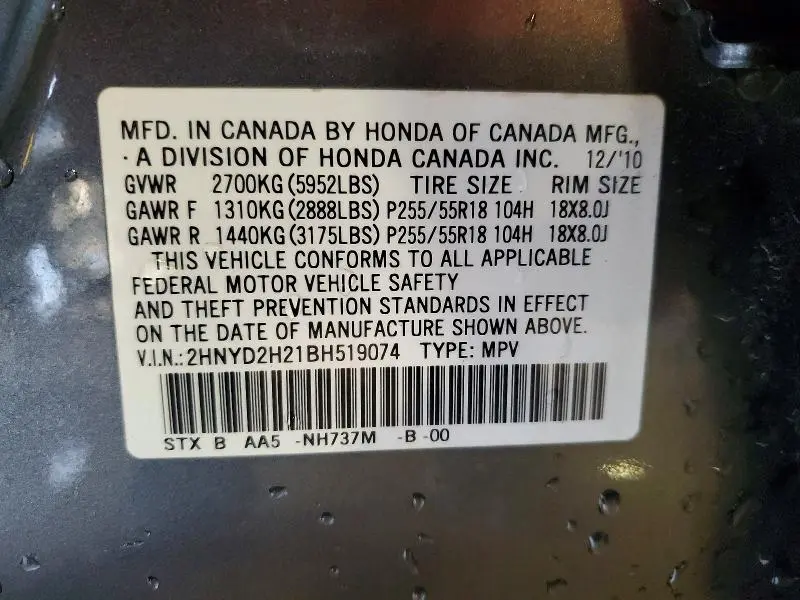 MFD. IN CANADA BY HONDA OF CANADA MFG.,
· A DIVISION OF HONDA CANADA INC. 12/'10
GVWR 2700KG (5952LBS) TIRE SIZE RIM SIZE
GAWR F 1310KG (2888LBS) P255/55R18 104H 18X8.0J
GAWR R 1440KG (3175LBS) P255/55R18 104H 18X8.0J
THIS VEHICLE CONFORMS TO ALL APPLICABLE
FEDERAL MOTOR VEHICLE SAFETY
AND THEFT PREVENTION STANDARDS IN EFFECT
ON THE DATE OF MANUFACTURE SHOWN ABOVE.
V.I.N.: 2HNYD2H21BH519074 TYPE: MPV
STX B AA5 -NH737M -B -00